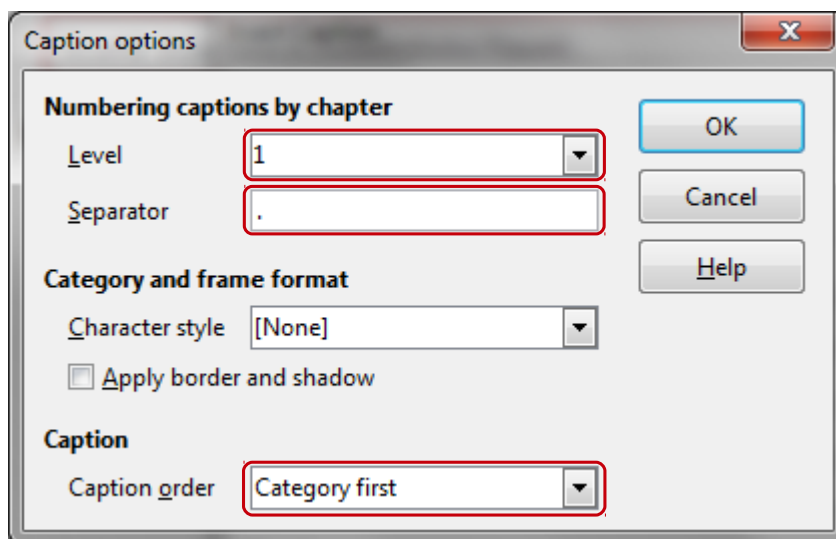 Caption options
Numbering captions by chapter
OK
Level 1
Separator .
Cancel
Help
Category and frame format
Character style [None]
Apply border and shadow
Caption
Caption order Category first